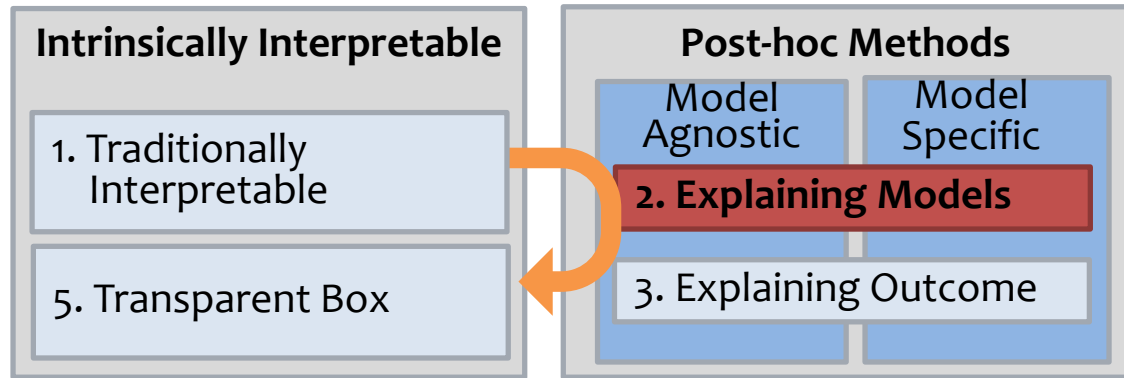 Intrinsically Interpretable
1. Traditionally
Interpretable
5. Transparent Box
Post-hoc Methods
Model
Agnostic
Model
Specific
2. Explaining Models
3. Explaining Outcome